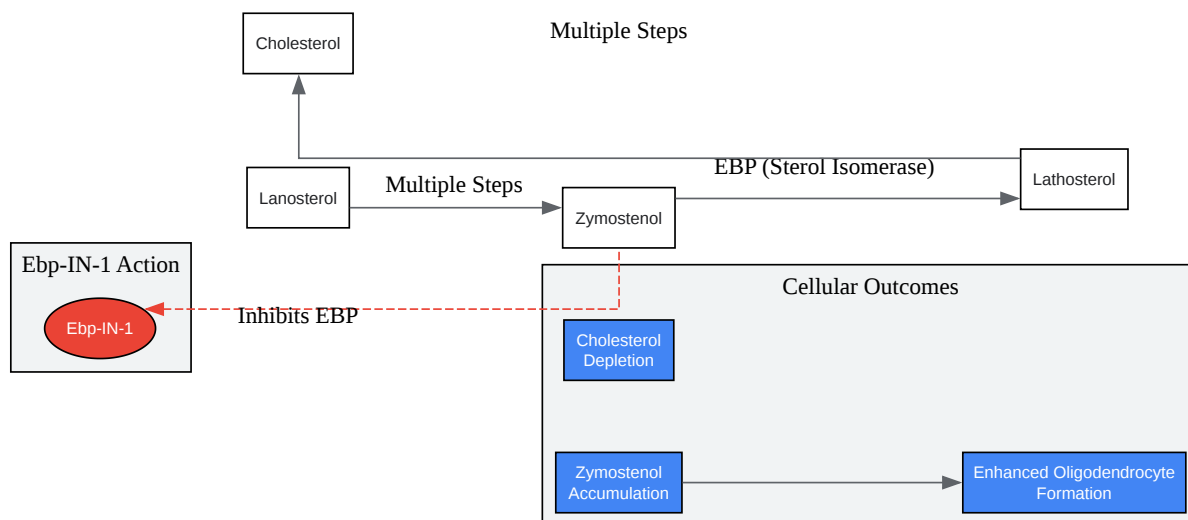 Multiple Steps
Cholesterol
EBP (Sterol Isomerase)
Lathosterol
Multiple Steps
Lanosterol
Zymostenol
Ebp-IN-1 Action
Ebp-IN-1
Inhibits EBP
Cellular Outcomes
Cholesterol
Depletion
Zymostenol
Accumulation
Enhanced Oligodendrocyte
Formation